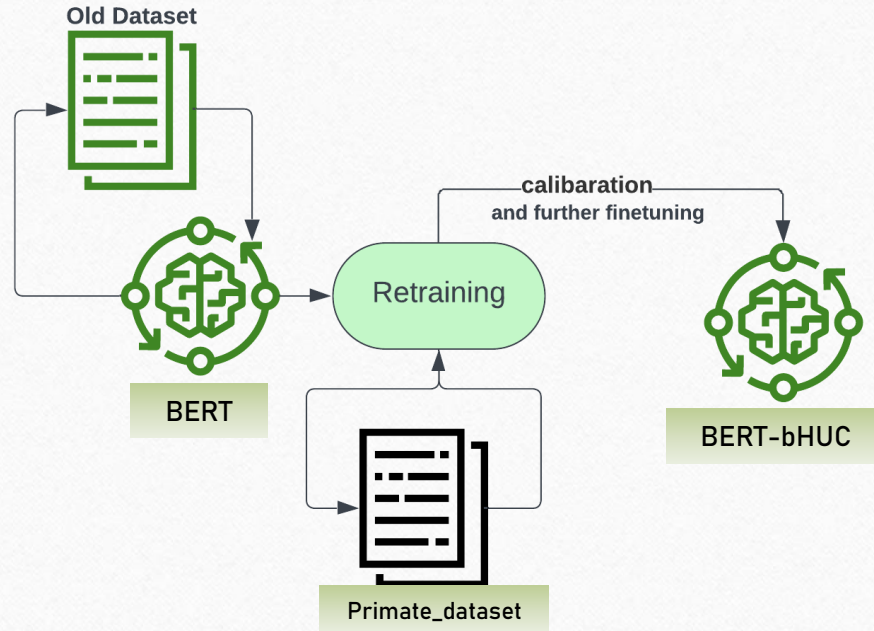 Old Dataset
calibaration
and further finetuning
Retraining
BERT
BERT-bHUC
Primate_dataset